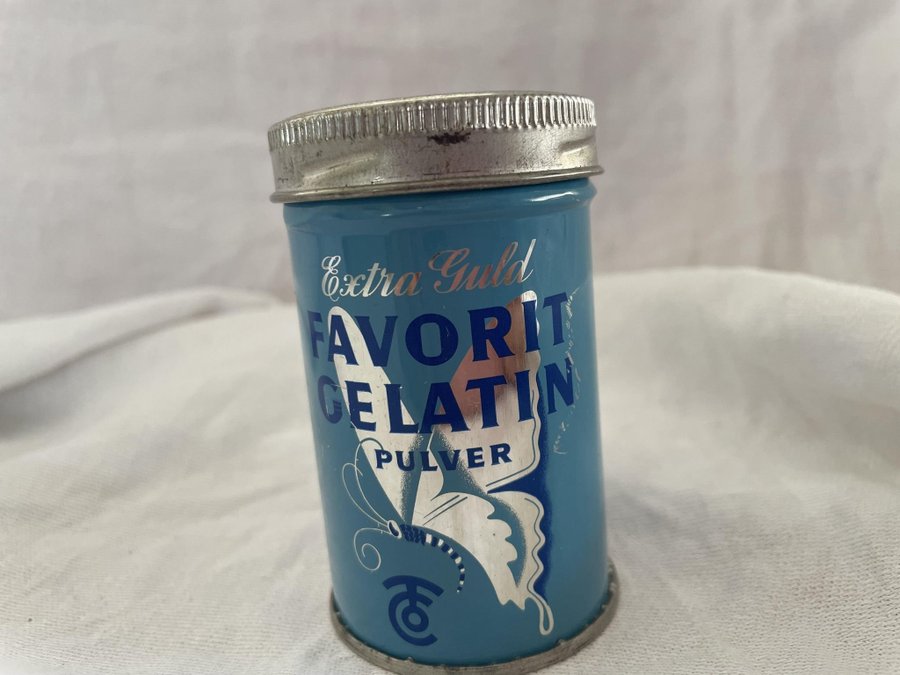 Extra Guld
FAVORIT
GELATIN
PULVER